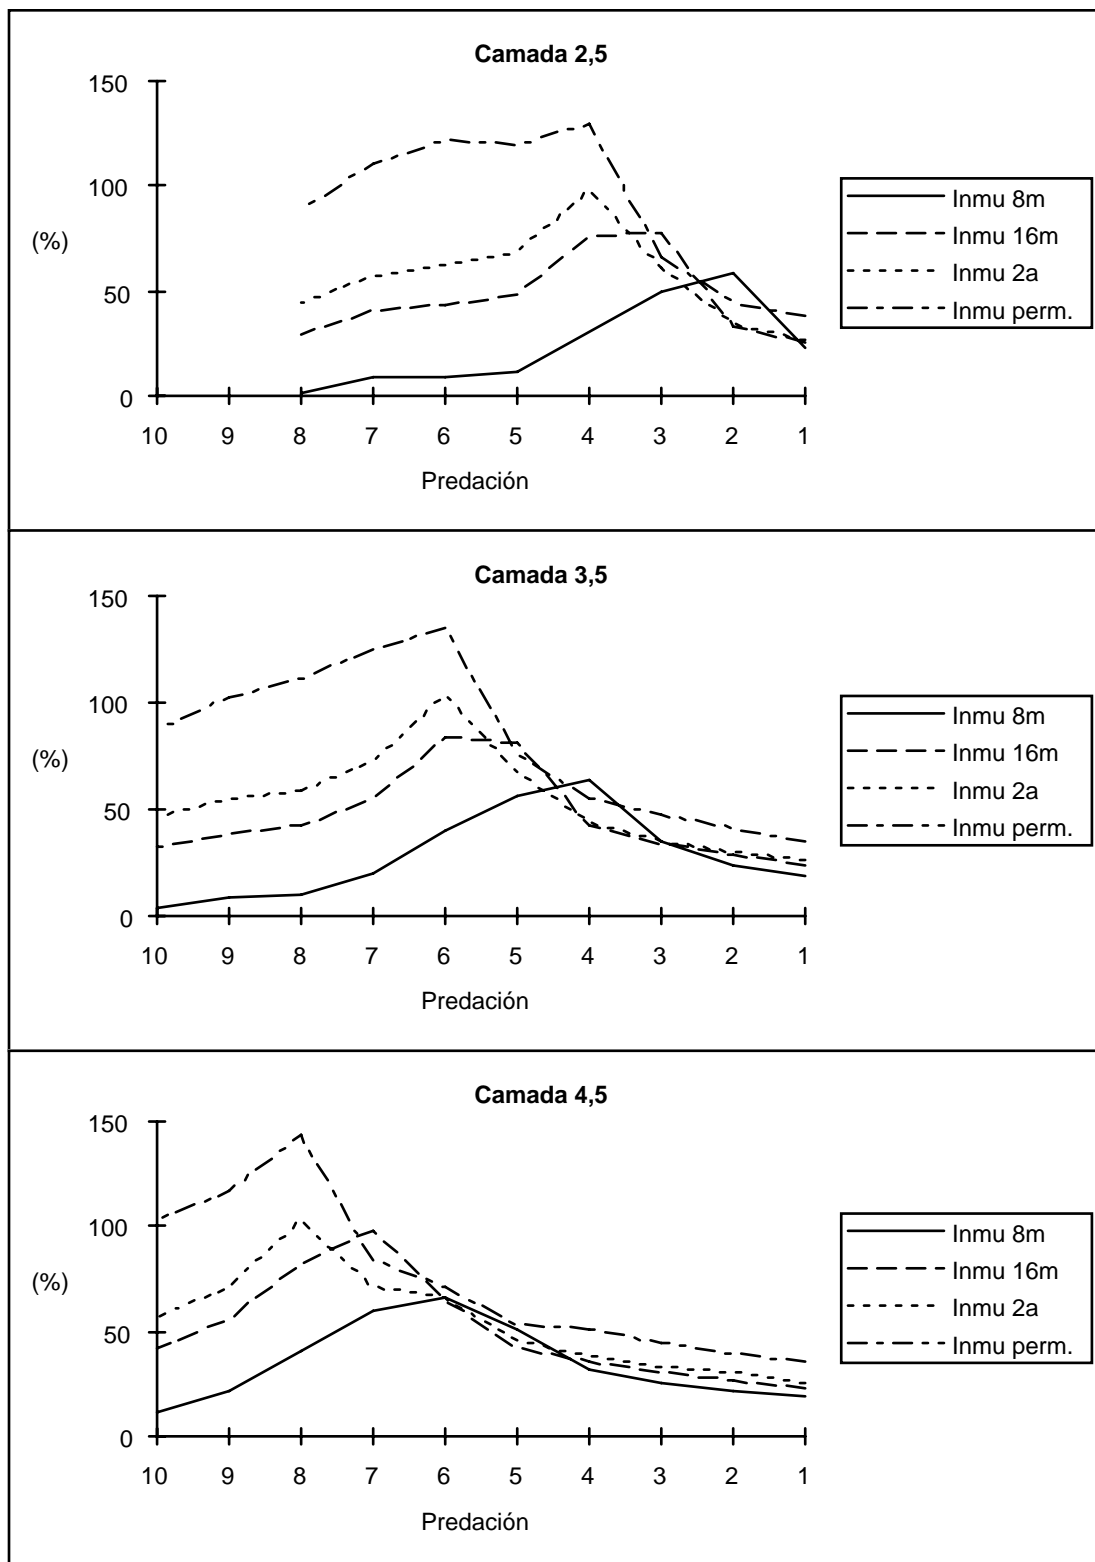 Camada 2,5
150
100
(%)
50
0
10 9 8 7 6 5 4 3 2 1
Predación
Inmu 8m
Inmu 16m
Inmu 2a
Inmu perm.
Camada 3,5
150
100
(%)
50
0
10 9 8 7 6 5 4 3 2 1
Predación
Inmu 8m
Inmu 16m
Inmu 2a
Inmu perm.
Camada 4,5
150
100
(%)
50
0
10 9 8 7 6 5 4 3 2 1
Predación
Inmu 8m
Inmu 16m
Inmu 2a
Inmu perm.